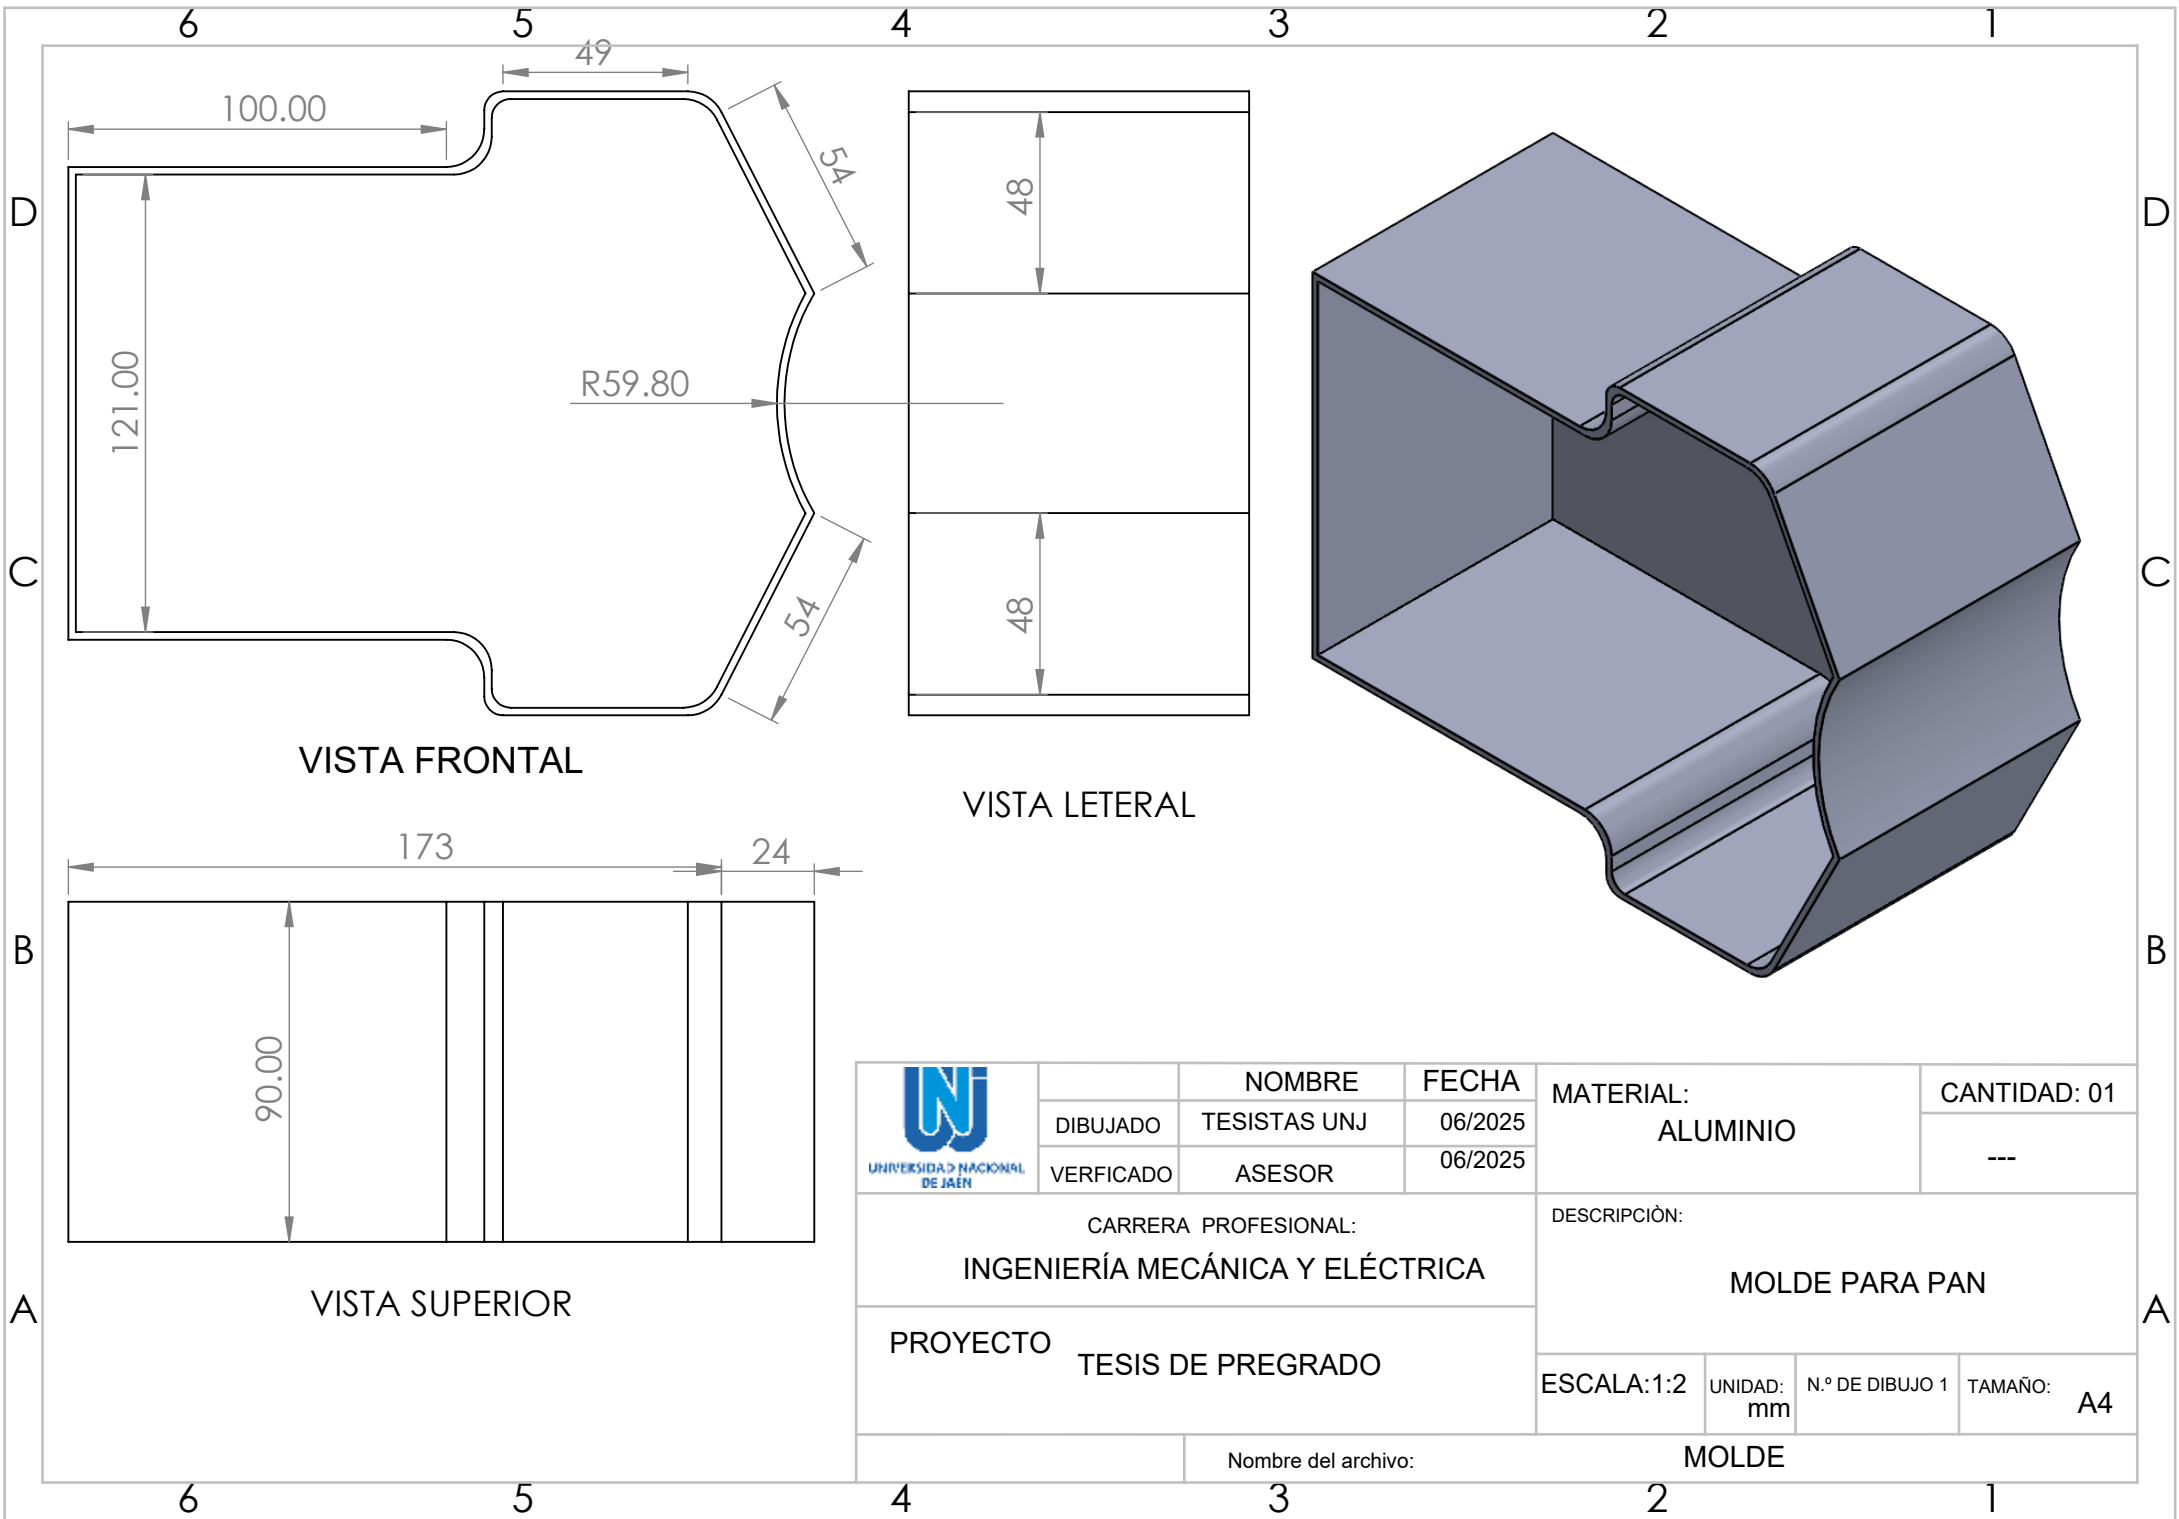 6 5 4 3 2 1
49
100.00
54
48
D D
R59.80
121.00
C C
54
48
VISTA FRONTAL
VISTA LETERAL
173
24
B B
90.00
VISTA SUPERIOR
A A
UNJ
UNIVERSIDAD NACIONAL
DE JAÉN
NOMBRE FECHA
DIBUJADO TESISTAS UNJ 06/2025
VERFICADO ASESOR 06/2025
MATERIAL:
ALUMINIO
CANTIDAD: 01
---
CARRERA PROFESIONAL:
INGENIERÍA MECÁNICA Y ELÉCTRICA
DESCRIPCIÒN:
MOLDE PARA PAN
PROYECTO
TESIS DE PREGRADO
ESCALA:1:2
UNIDAD:
mm
N.º DE DIBUJO 1
TAMAÑO:
A4
Nombre del archivo:
MOLDE
6 5 4 3 2 1